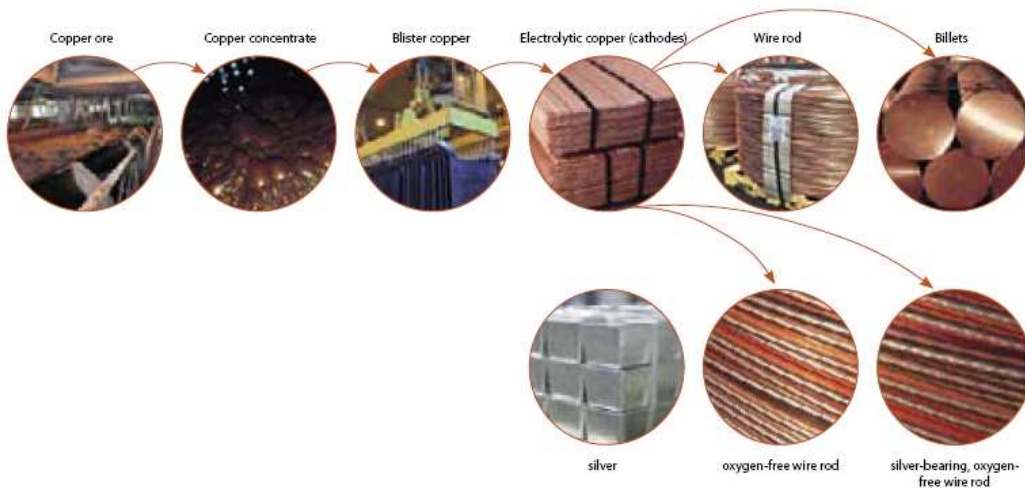 Copper ore
Copper concentrate
Blister copper
Electrolytic copper (cathodes)
Wire rod
Billets
silver
oxygen-free wire rod
silver-bearing, oxygen-
free wire rod